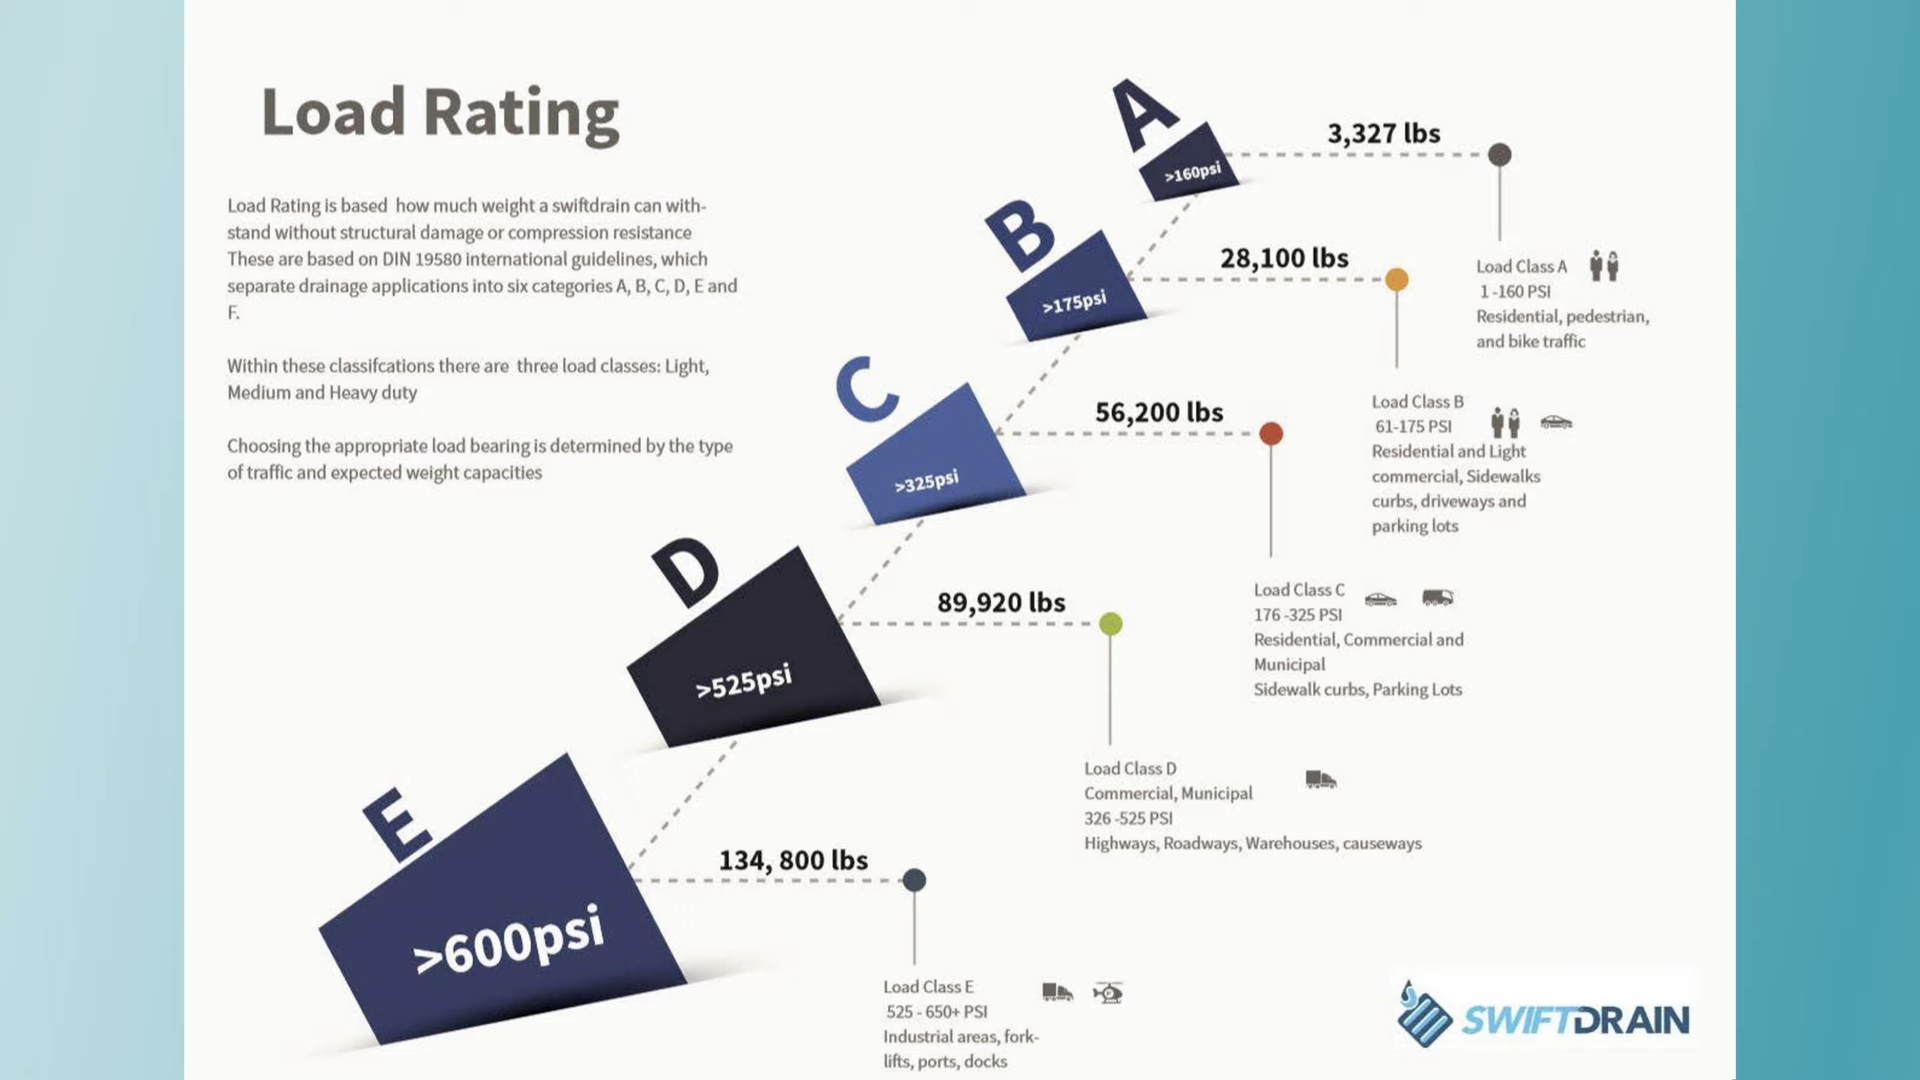 Load Rating
Load Rating is based how much weight a swiftdrain can with-
stand without structural damage or compression resistance
These are based on DIN 19580 international guidelines, which
separate drainage applications into six categories A, B, C, D, E and
F.
Within these classifcations there are three load classes: Light,
Medium and Heavy duty
Choosing the appropriate load bearing is determined by the type
of traffic and expected weight capacities
A
>160psi
3,327 lbs
Load Class A
1 -160 PSI
Residential, pedestrian,
and bike traffic
B
>175psi
28,100 lbs
Load Class B
61-175 PSI
Residential and Light
commercial, Sidewalks
curbs, driveways and
parking lots
C
>325psi
56,200 lbs
Load Class C
176 -325 PSI
Residential, Commercial and
Municipal
Sidewalk curbs, Parking Lots
D
>525psi
89,920 lbs
Load Class D
Commercial, Municipal
326 -525 PSI
Highways, Roadways, Warehouses, causeways
E
>600psi
134, 800 lbs
Load Class E
525 - 650+ PSI
Industrial areas, fork-
lifts, ports, docks
SWIFTDRAIN